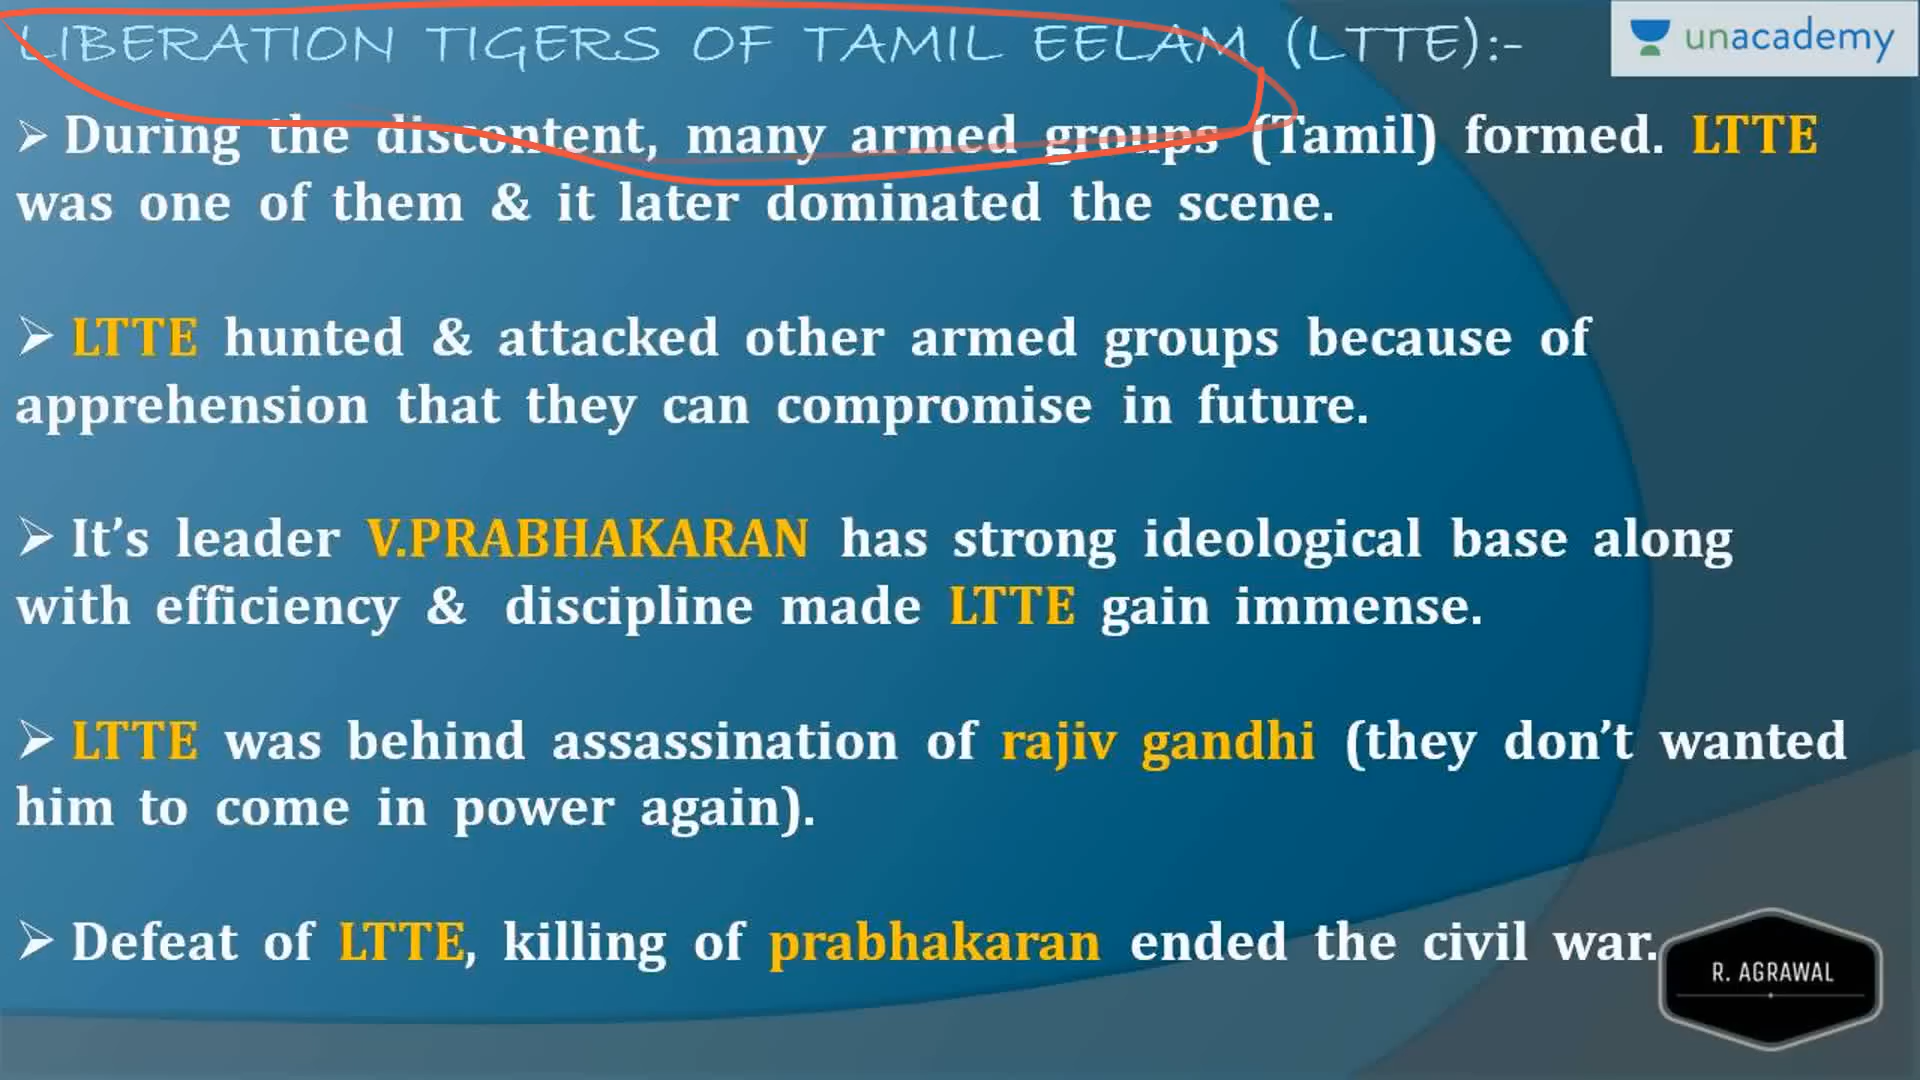 LIBERATION TIGERS OF TAMIL EELAM (LTTE):-
unacademy
➢ During the discontent, many armed groups (Tamil) formed. LTTE
was one of them & it later dominated the scene.
➢ LTTE hunted & attacked other armed groups because of
apprehension that they can compromise in future.
➢ It’s leader V.PRABHAKARAN has strong ideological base along
with efficiency & discipline made LTTE gain immense.
➢ LTTE was behind assassination of rajiv gandhi (they don’t wanted
him to come in power again).
➢ Defeat of LTTE, killing of prabhakaran ended the civil war.
R. AGRAWAL